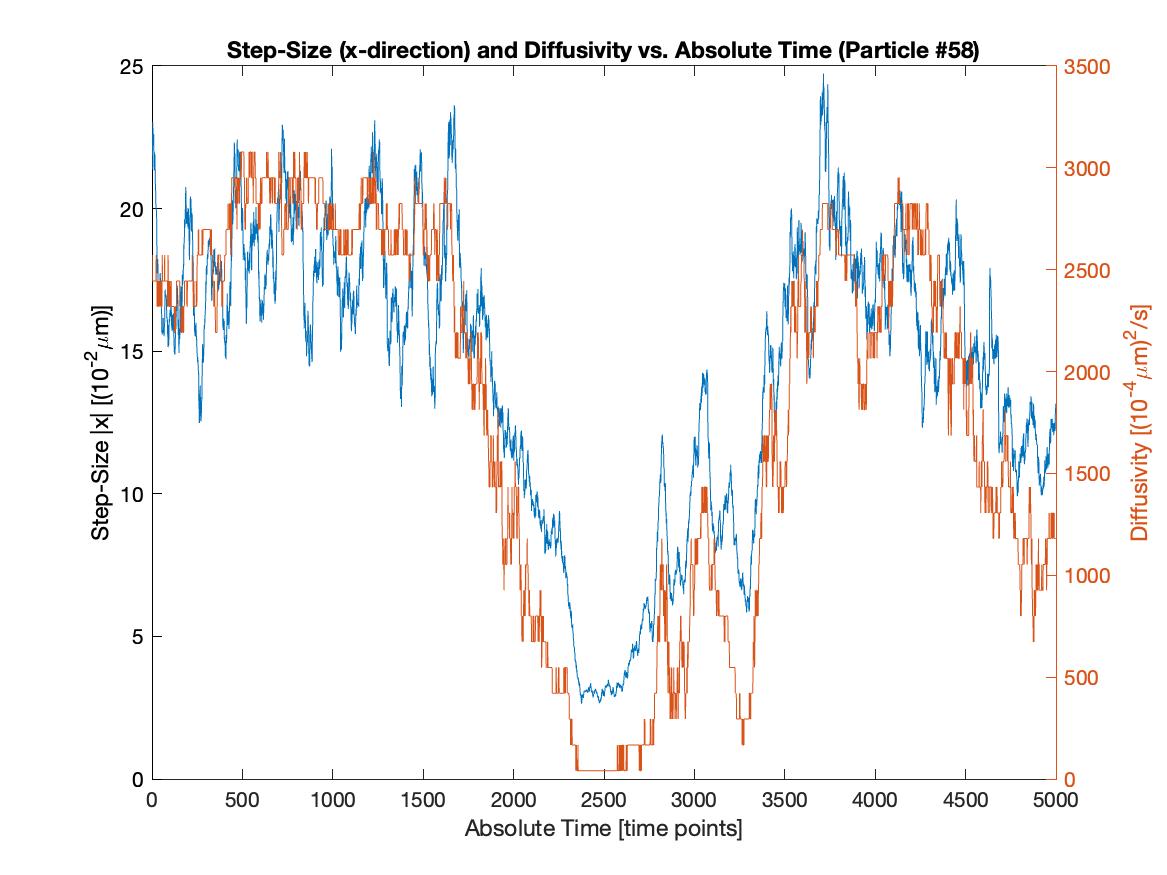 Step-Size (x-direction) and Diffusivity vs. Absolute Time (Particle #58)
25
20
15
10
5
0
Step-Size |x| [(10⁻² μm)]
3500
3000
2500
2000
1500
1000
500
0
Diffusivity [(10⁻⁴ μm)²/s]
0 500 1000 1500 2000 2500 3000 3500 4000 4500 5000
Absolute Time [time points]